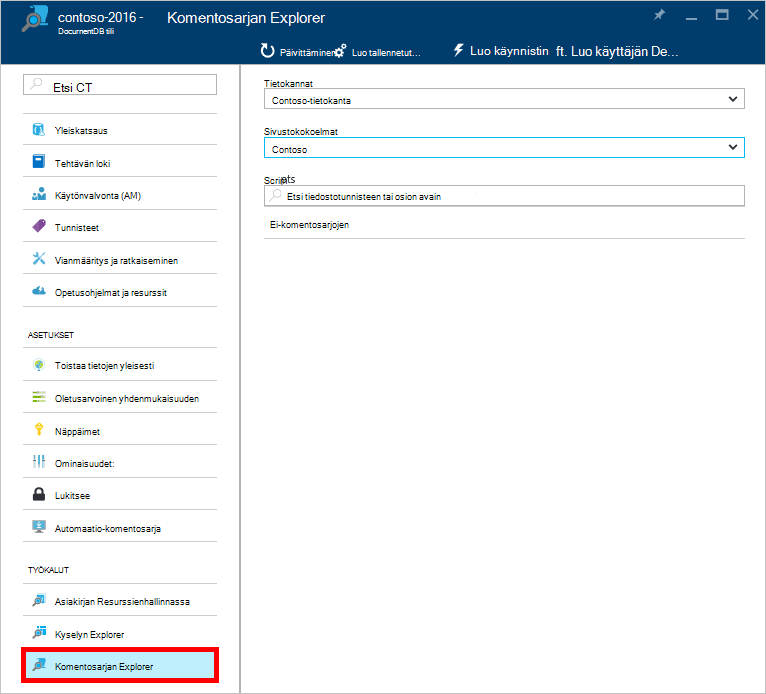 contoso-2016 -
DocumentDB tili
Komentosarjan Explorer
Päivittäminen
Luo tallennetut...
Luo käynnistin
ft. Luo käyttäjän De...
Etsi CT
Yleiskatsaus
Tehtävän loki
Käytönvalvonta (AM)
Tunnisteet
Vianmääritys ja ratkaiseminen
Opetusohjelmat ja resurssit
ASETUKSET
Toistaa tietojen yleisesti
Oletusarvoinen yhdenmukaisuuden
Näppäimet
Ominaisuudet:
Lukitsee
Automaatio-komentosarja
TYÖKALUT
Asiakirjan Resurssienhallinnassa
Kyselyn Explorer
Komentosarjan Explorer
Tietokannat
Contoso-tietokanta
Sivustokokoelmat
Contoso
Etsi tiedostotunnisteen tai osion avain
Ei-komentosarjojen